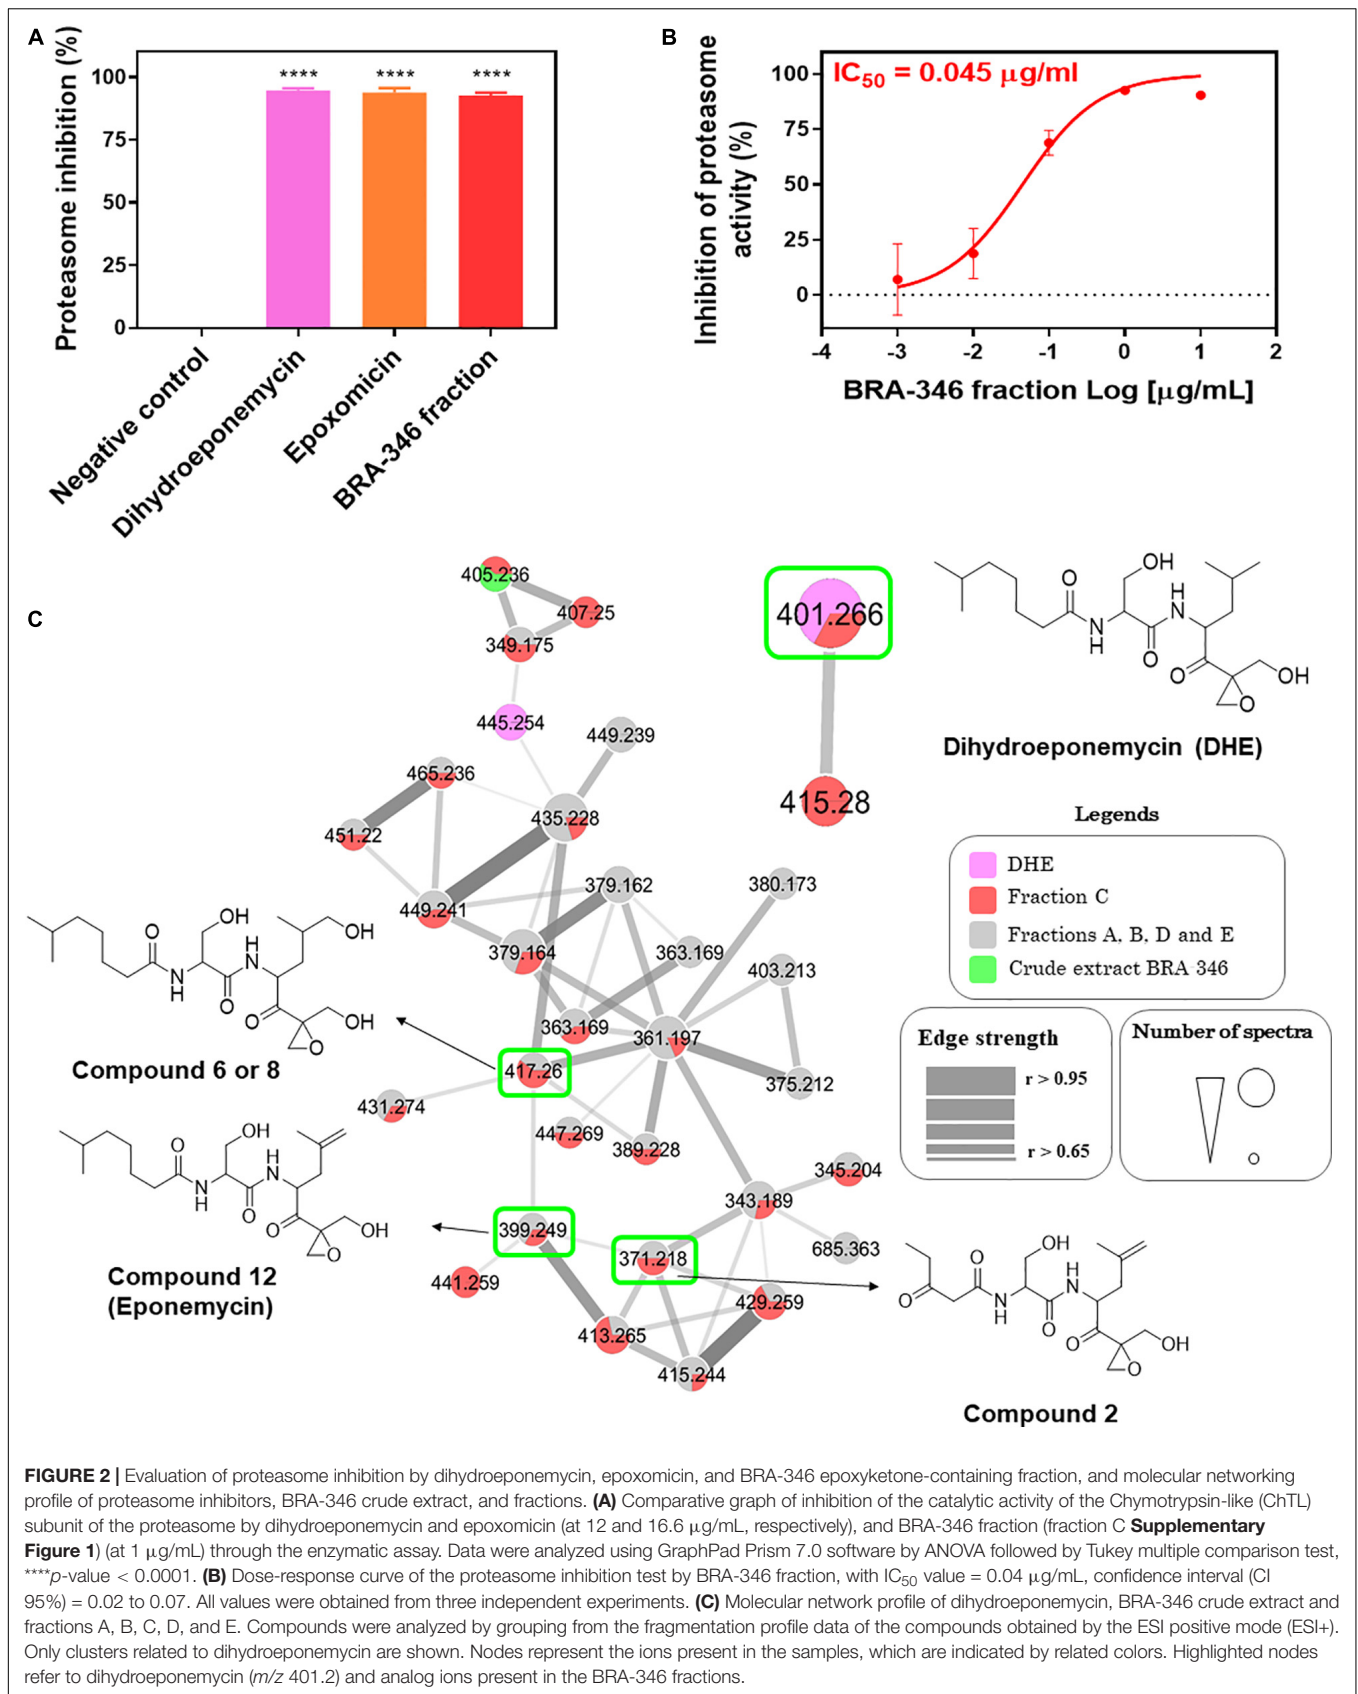 A
Proteasome inhibition (%)
100
75
50
25
0
****
****
****
Negative control
Dihydroeponemycin
Epoxomicin
BRA-346 fraction
B
Inhibition of proteasome
activity (%)
IC50 = 0.045 μg/ml
100
75
50
25
0
-4
-3
-2
-1
0
1
2
BRA-346 fraction Log [μg/mL]
C
405.236
407.25
349.175
445.254
449.239
465.236
451.22
435.228
449.241
379.162
380.173
379.164
363.169
403.213
363.169
361.197
375.212
417.26
431.274
447.269
389.228
345.204
343.189
399.249
371.218
685.363
441.259
429.259
413.265
415.244
401.266
415.28
OH
O
N
H
O
H
N
O
OH
O
Dihydroeponemycin (DHE)
Legends
DHE
Fraction C
Fractions A, B, D and E
Crude extract BRA 346
Edge strength
r > 0.95
r > 0.65
Number of spectra
OH
O
N
H
O
H
N
OH
O
OH
O
Compound 6 or 8
OH
O
N
H
O
H
N
O
OH
O
Compound 12
(Eponemycin)
O
O
N
H
OH
O
H
N
O
OH
O
Compound 2
FIGURE 2 | Evaluation of proteasome inhibition by dihydroeponemycin, epoxomicin, and BRA-346 epoxyketone-containing fraction, and molecular networking
profile of proteasome inhibitors, BRA-346 crude extract, and fractions. (A) Comparative graph of inhibition of the catalytic activity of the Chymotrypsin-like (ChTL)
subunit of the proteasome by dihydroeponemycin and epoxomicin (at 12 and 16.6 μg/mL, respectively), and BRA-346 fraction (fraction C Supplementary
Figure 1) (at 1 μg/mL) through the enzymatic assay. Data were analyzed using GraphPad Prism 7.0 software by ANOVA followed by Tukey multiple comparison test,
****p-value < 0.0001. (B) Dose-response curve of the proteasome inhibition test by BRA-346 fraction, with IC50 value = 0.04 μg/mL, confidence interval (CI
95%) = 0.02 to 0.07. All values were obtained from three independent experiments. (C) Molecular network profile of dihydroeponemycin, BRA-346 crude extract and
fractions A, B, C, D, and E. Compounds were analyzed by grouping from the fragmentation profile data of the compounds obtained by the ESI positive mode (ESI+).
Only clusters related to dihydroeponemycin are shown. Nodes represent the ions present in the samples, which are indicated by related colors. Highlighted nodes
refer to dihydroeponemycin (m/z 401.2) and analog ions present in the BRA-346 fractions.